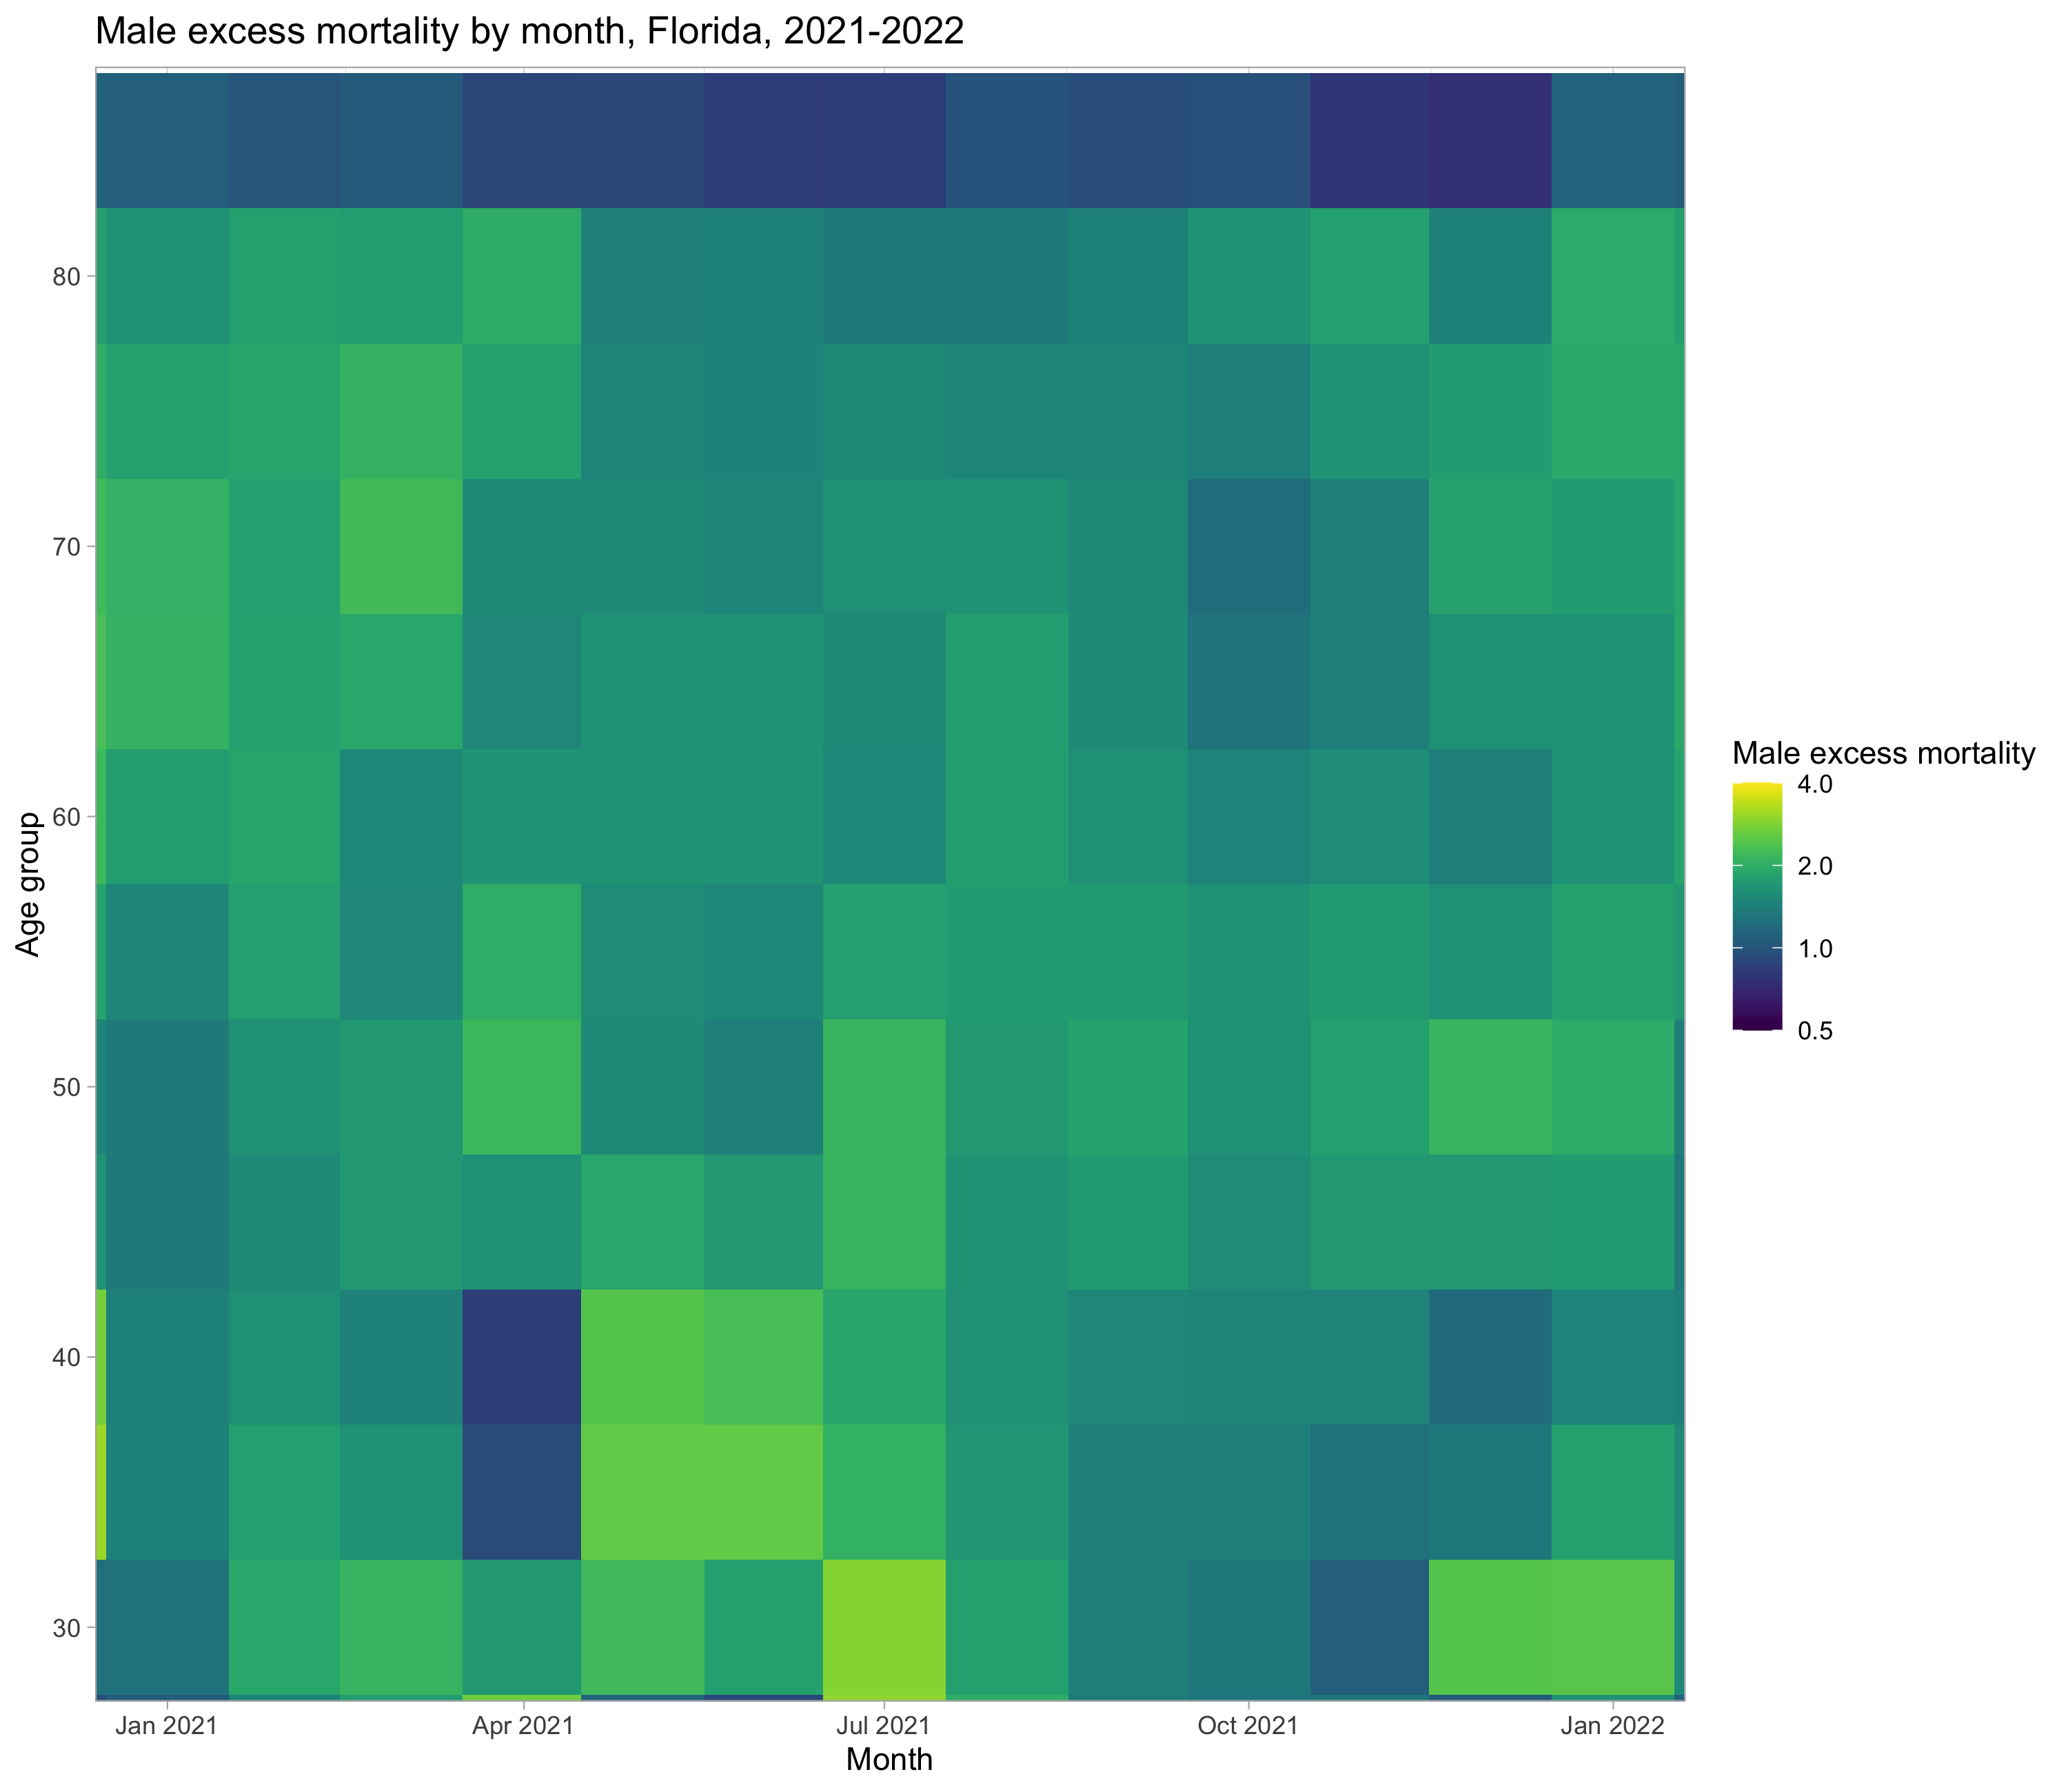 Male excess mortality by month, Florida, 2021-2022
80
70
60
50
40
30
Age group
Jan 2021
Apr 2021
Jul 2021
Oct 2021
Jan 2022
Month
Male excess mortality
4.0
2.0
1.0
0.5